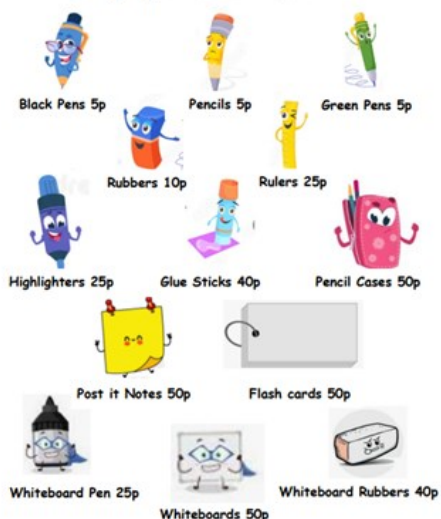 Black Pens 5p
Pencils 5p
Green Pens 5p
Rubbers 10p
Rulers 25p
Highlighters 25p
Glue Sticks 40p
Pencil Cases 50p
Post it Notes 50p
Flash cards 50p
Whiteboard Pen 25p
Whiteboards 50p
Whiteboard Rubbers 40p